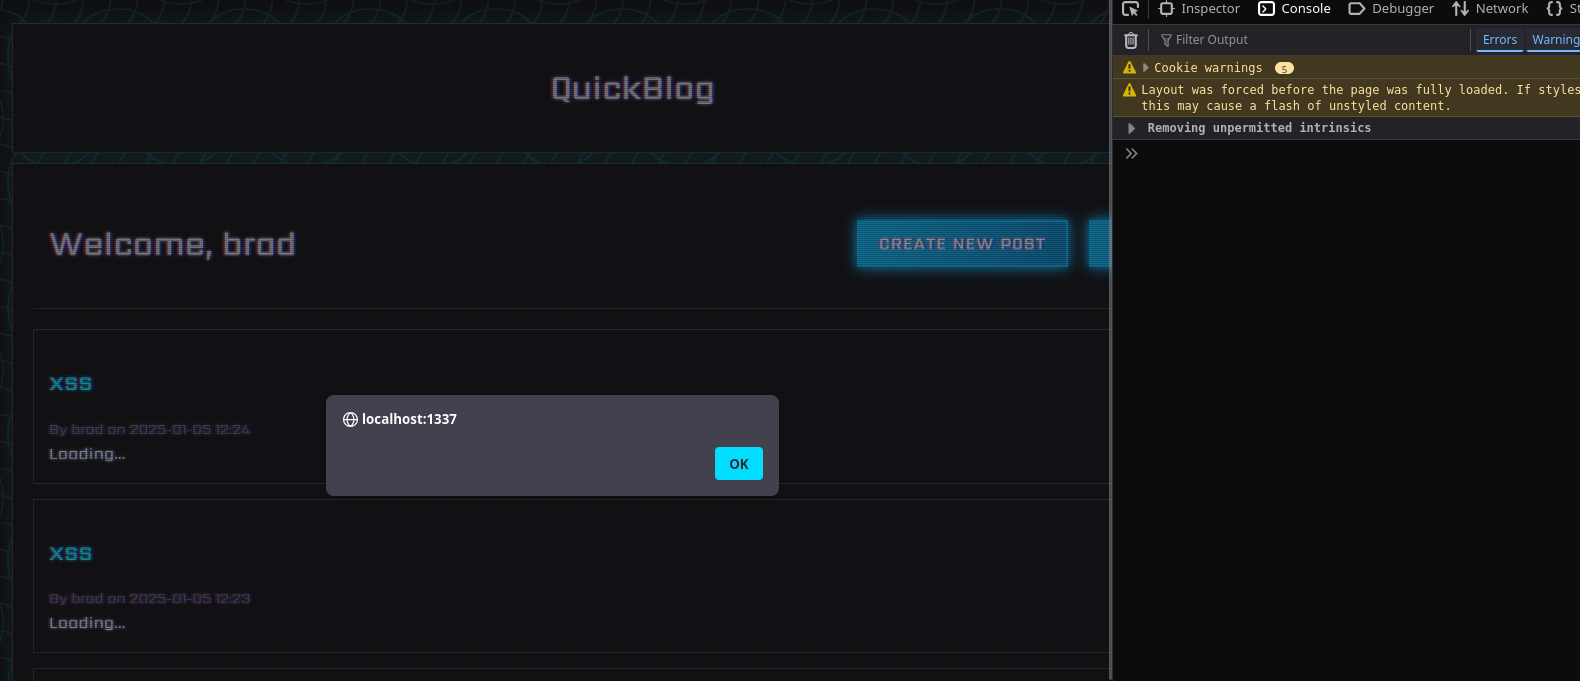 QuickBlog
Welcome, brad
CREATE NEW POST
XSS
By brad on 2025-01-05 12:24
Loading...
XSS
By brad on 2025-01-05 12:23
Loading...
localhost:1337
OK
Inspector Console Debugger Network St
Filter Output Errors Warning
Cookie warnings 5
Layout was forced before the page was fully loaded. If styles
this may cause a flash of unstyled content.
Removing unpermitted intrinsics